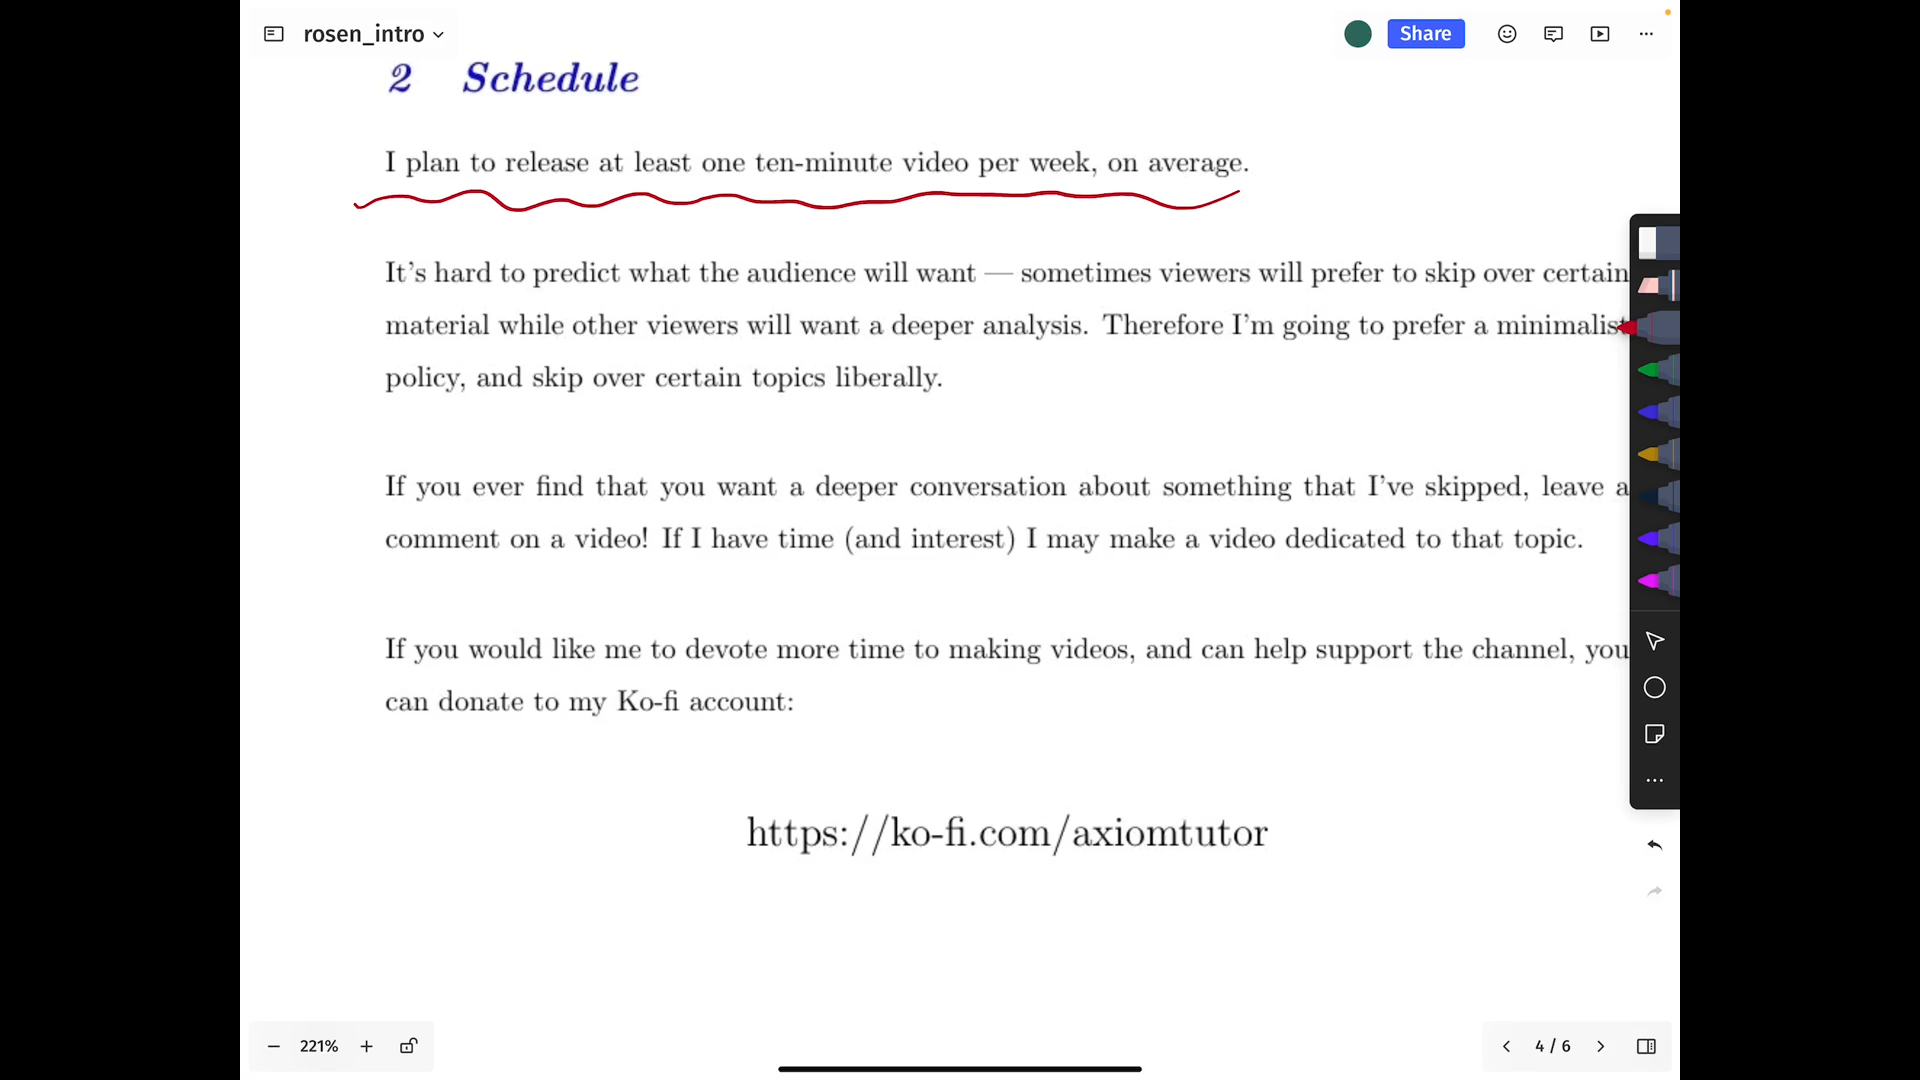 rosen_intro
Share
2 Schedule
I plan to release at least one ten-minute video per week, on average.
It's hard to predict what the audience will want — sometimes viewers will prefer to skip over certain
material while other viewers will want a deeper analysis. Therefore I'm going to prefer a minimalist
policy, and skip over certain topics liberally.
If you ever find that you want a deeper conversation about something that I've skipped, leave a
comment on a video! If I have time (and interest) I may make a video dedicated to that topic.
If you would like me to devote more time to making videos, and can help support the channel, you
can donate to my Ko-fi account:
https://ko-fi.com/axiomtutor
221%
4 / 6